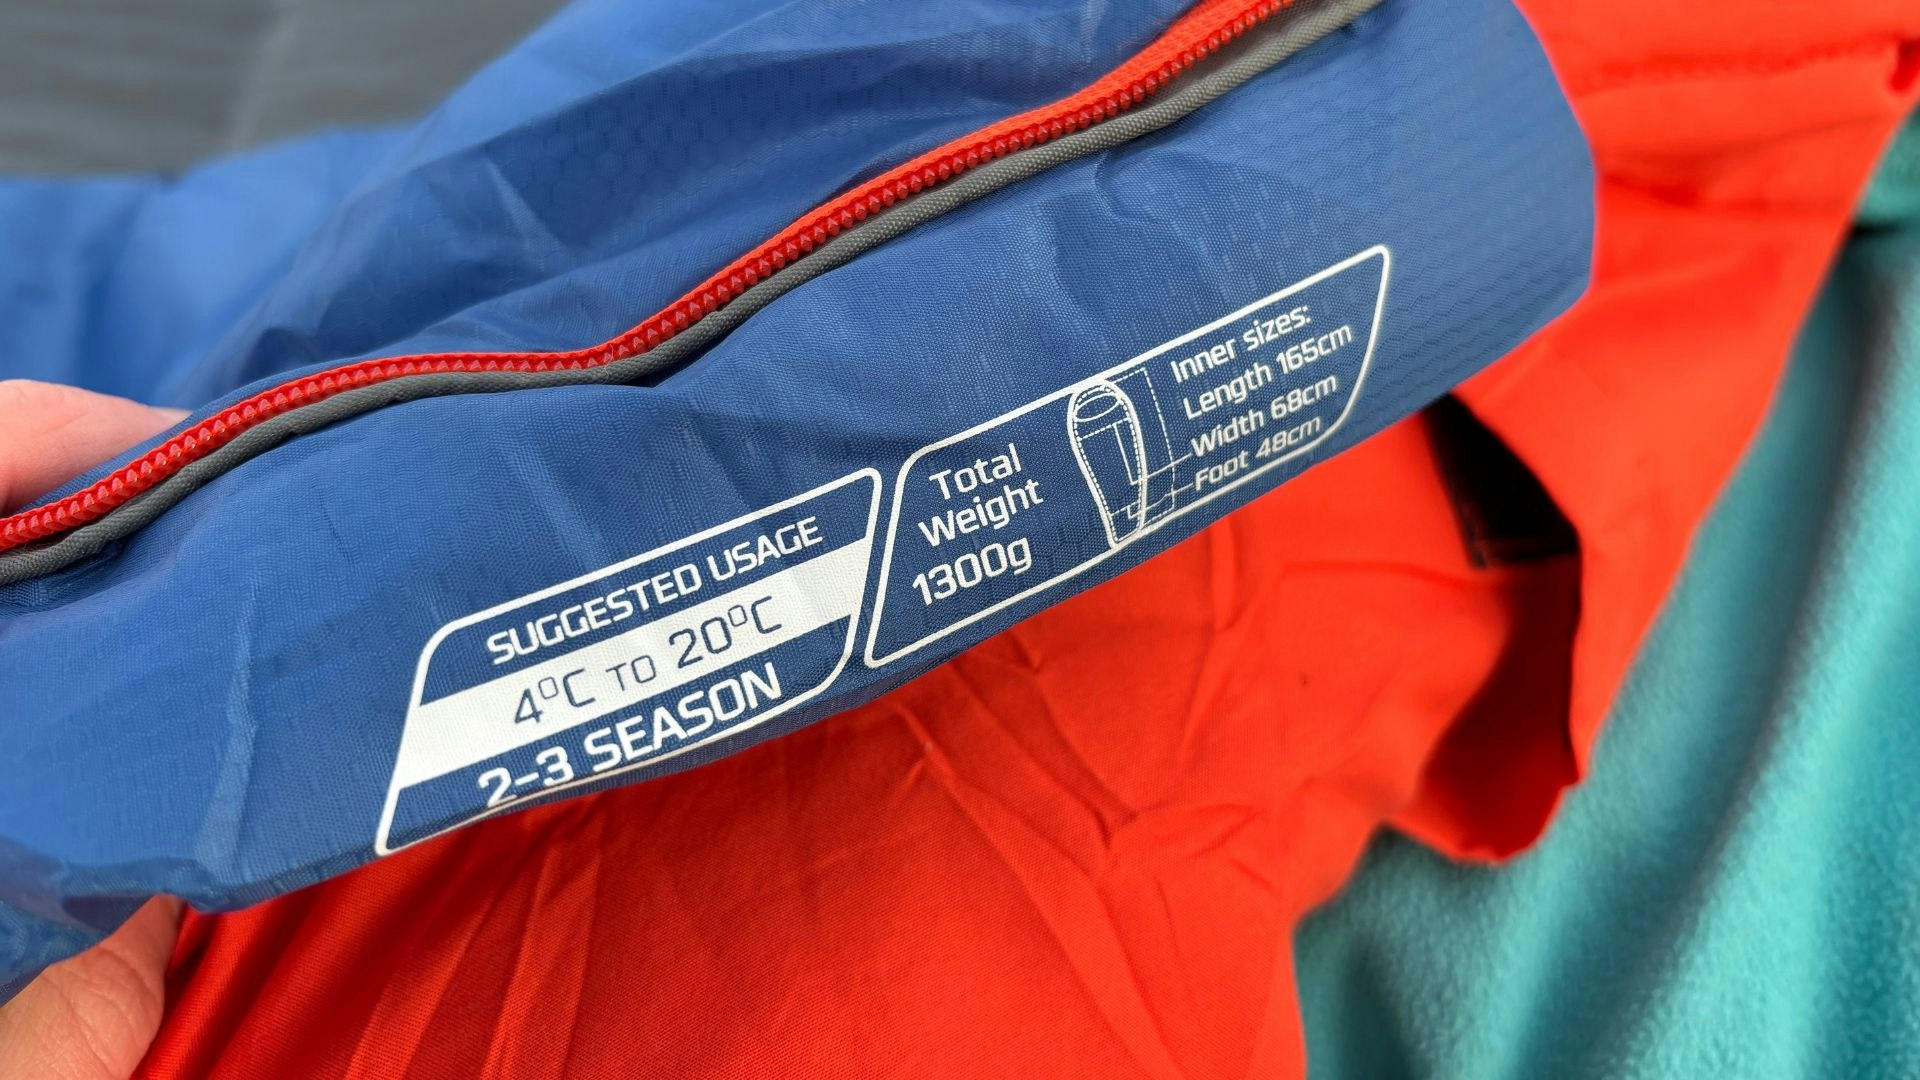 SUGGESTED USAGE
4°C TO 20°C
2-3 SEASON
Total
Weight
1300g
Inner sizes:
Length 165cm
Width 68cm
Foot 48cm